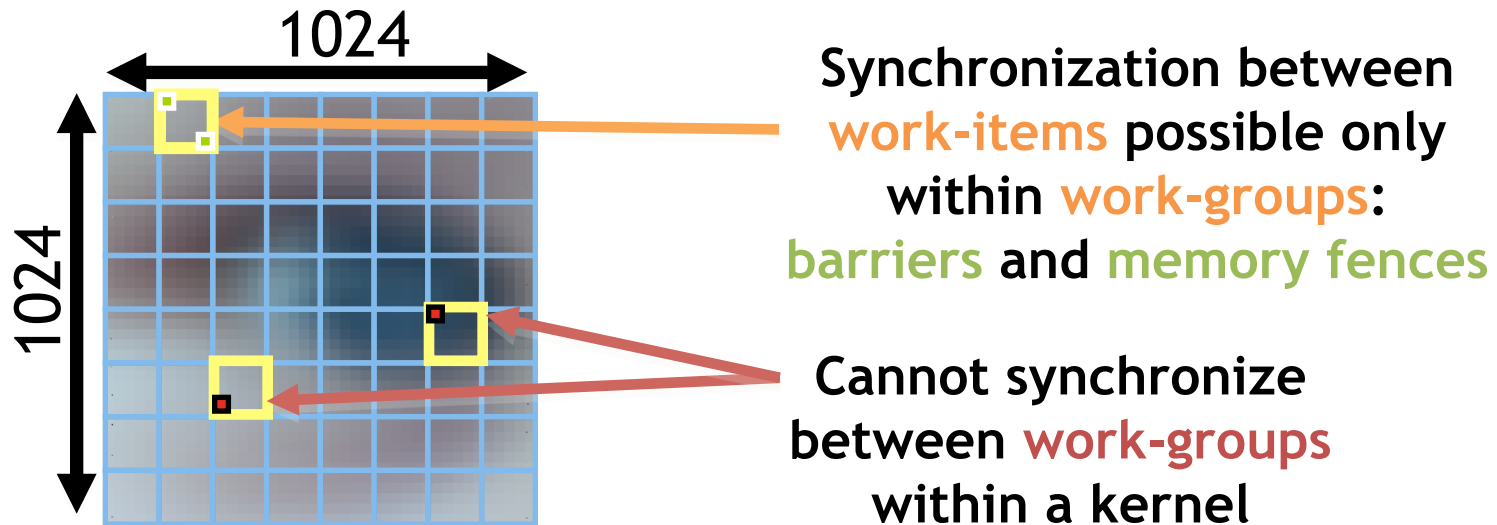 1024
1024
Synchronization between
work-items possible only
within work-groups:
barriers and memory fences
Cannot synchronize
between work-groups
within a kernel